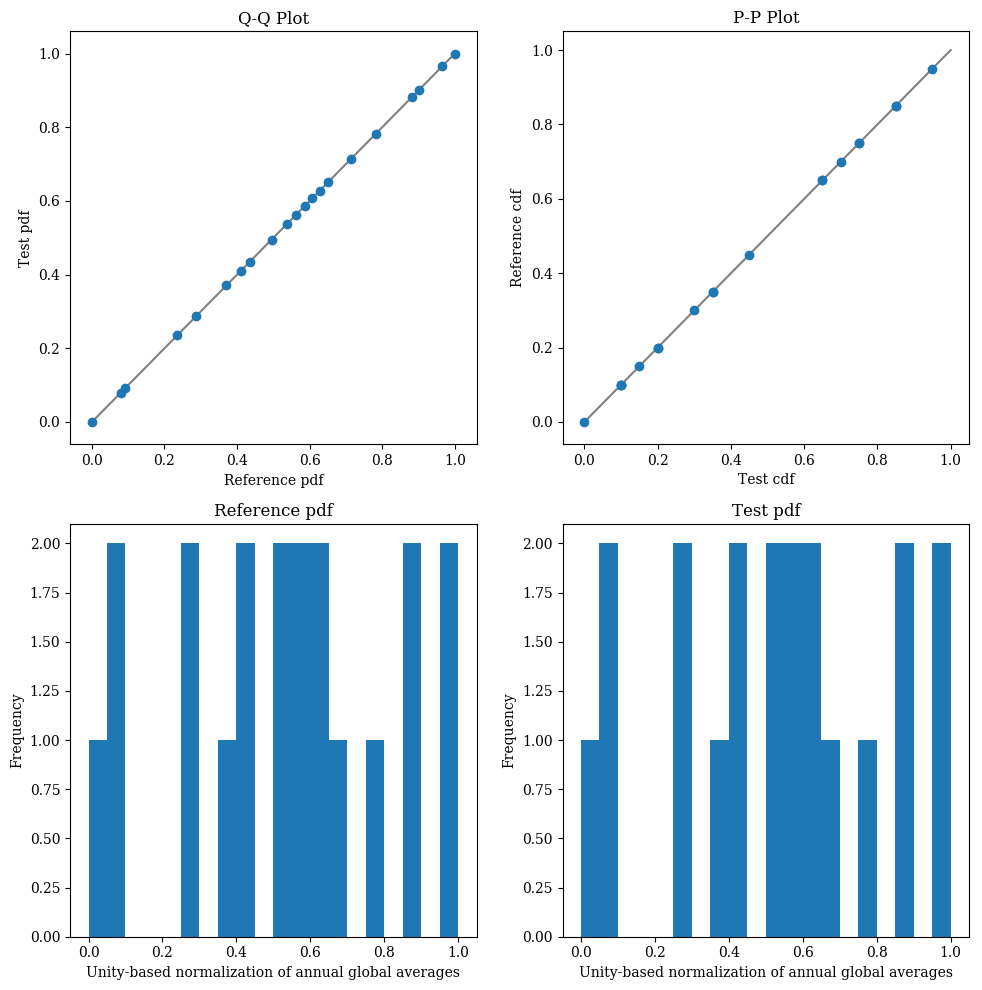 Q-Q Plot
1.0
0.8
0.6
0.4
0.2
0.0
Test pdf
0.0 0.2 0.4 0.6 0.8 1.0
Reference pdf
P-P Plot
1.0
0.8
0.6
0.4
0.2
0.0
Reference cdf
0.0 0.2 0.4 0.6 0.8 1.0
Test cdf
Reference pdf
2.00
1.75
1.50
1.25
1.00
0.75
0.50
0.25
0.00
Frequency
0.0 0.2 0.4 0.6 0.8 1.0
Unity-based normalization of annual global averages
Test pdf
2.00
1.75
1.50
1.25
1.00
0.75
0.50
0.25
0.00
Frequency
0.0 0.2 0.4 0.6 0.8 1.0
Unity-based normalization of annual global averages